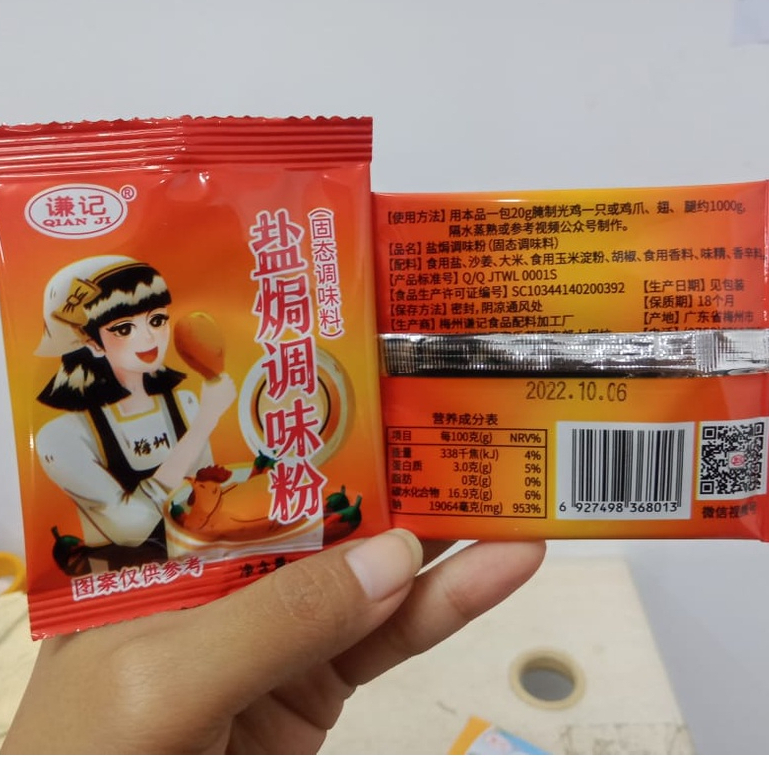 谦记®
QIAN JI
(固态调味料)
盐焗调味粉
梅州
图案仅供参考
【使用方法】用本品一包20g腌制光鸡一只或鸡爪、翅、腿约1000g,
隔水蒸熟或参考视频公众号制作。
【品名】盐焗调味粉(固态调味料)
【配料】食用盐、沙姜、大米、食用玉米淀粉、胡椒、食用香料、味精、香辛料
【产品标准号】Q/Q JTWL 0001S
【食品生产许可证编号】SC10344140200392
【生产日期】见包装
【保存方法】密封,阴凉通风处
【保质期】18个月
【生产商】梅州谦记食品配料加工厂
【产地】广东省梅州市
2022.10.06
营养成分表
项目 每100克(g) NRV%
能量 338千焦(kJ) 4%
蛋白质 3.0克(g) 5%
脂肪 0克(g) 0%
碳水化合物 16.9克(g) 6%
钠 19064毫克(mg) 953%
6 927498 368013
微信视